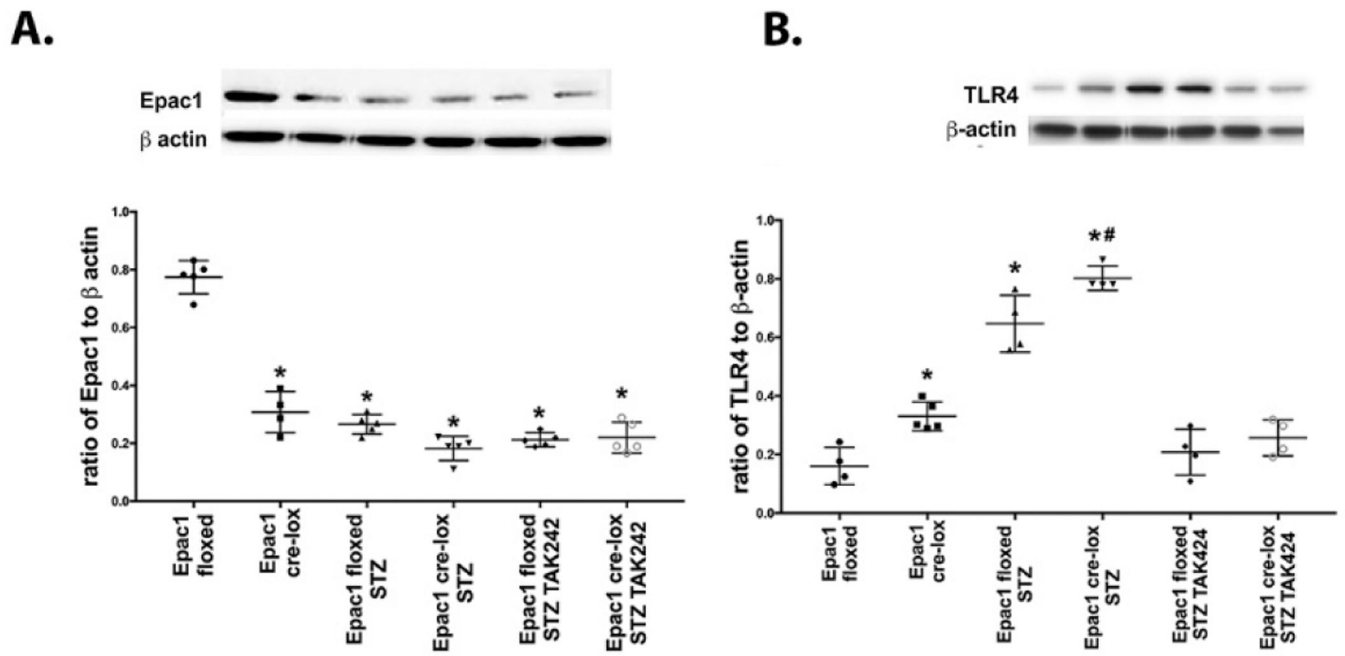 A.
Epac1
β actin
ratio of Epac1 to β actin
1.0
0.8
0.6
0.4
0.2
0.0
*
*
*
*
*
Epac1
floxed
Epac1
cre-lox
Epac1 floxed
STZ
Epac1 cre-lox
STZ
Epac1 floxed
STZ TAK242
Epac1 cre-lox
STZ TAK242
B.
TLR4
β-actin
ratio of TLR4 to β-actin
1.0
0.8
0.6
0.4
0.2
0.0
*
*
*#
Epac1
floxed
Epac1
cre-lox
Epac1 floxed
STZ
Epac1 cre-lox
STZ
Epac1 floxed
STZ TAK424
Epac1 cre-lox
STZ TAK424